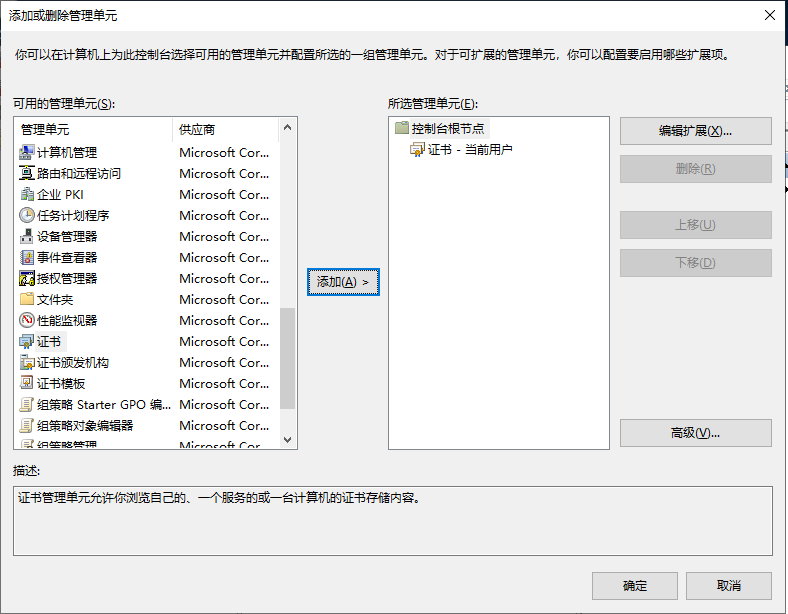 添加或删除管理单元
你可以在计算机上为此控制台选择可用的管理单元并配置所选的一组管理单元。对于可扩展的管理单元，你可以配置要启用哪些扩展项。
可用的管理单元(S):
管理单元 供应商
计算机管理 Microsoft Cor...
路由和远程访问 Microsoft Cor...
企业 PKI Microsoft Cor...
任务计划程序 Microsoft Cor...
设备管理器 Microsoft Cor...
事件查看器 Microsoft Cor...
授权管理器 Microsoft Cor...
文件夹 Microsoft Cor...
性能监视器 Microsoft Cor...
证书 Microsoft Cor...
证书颁发机构 Microsoft Cor...
证书模板 Microsoft Cor...
组策略 Starter GPO 编... Microsoft Cor...
组策略对象编辑器 Microsoft Cor...
组策略管理 Microsoft Cor...
添加(A) >
所选管理单元(E):
控制台根节点
证书 - 当前用户
编辑扩展(X)...
删除(R)
上移(U)
下移(D)
高级(V)...
描述:
证书管理单元允许你浏览自己的、一个服务的或一台计算机的证书存储内容。
确定
取消